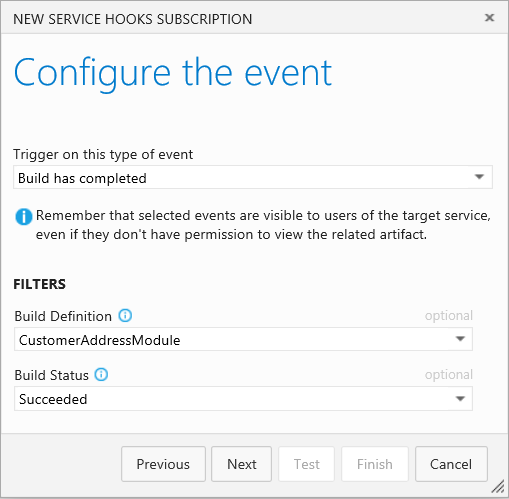 NEW SERVICE HOOKS SUBSCRIPTION
Configure the event
Trigger on this type of event
Build has completed
Remember that selected events are visible to users of the target service,
even if they don't have permission to view the related artifact.
FILTERS
Build Definition optional
CustomerAddressModule
Build Status optional
Succeeded
Previous Next Test Finish Cancel